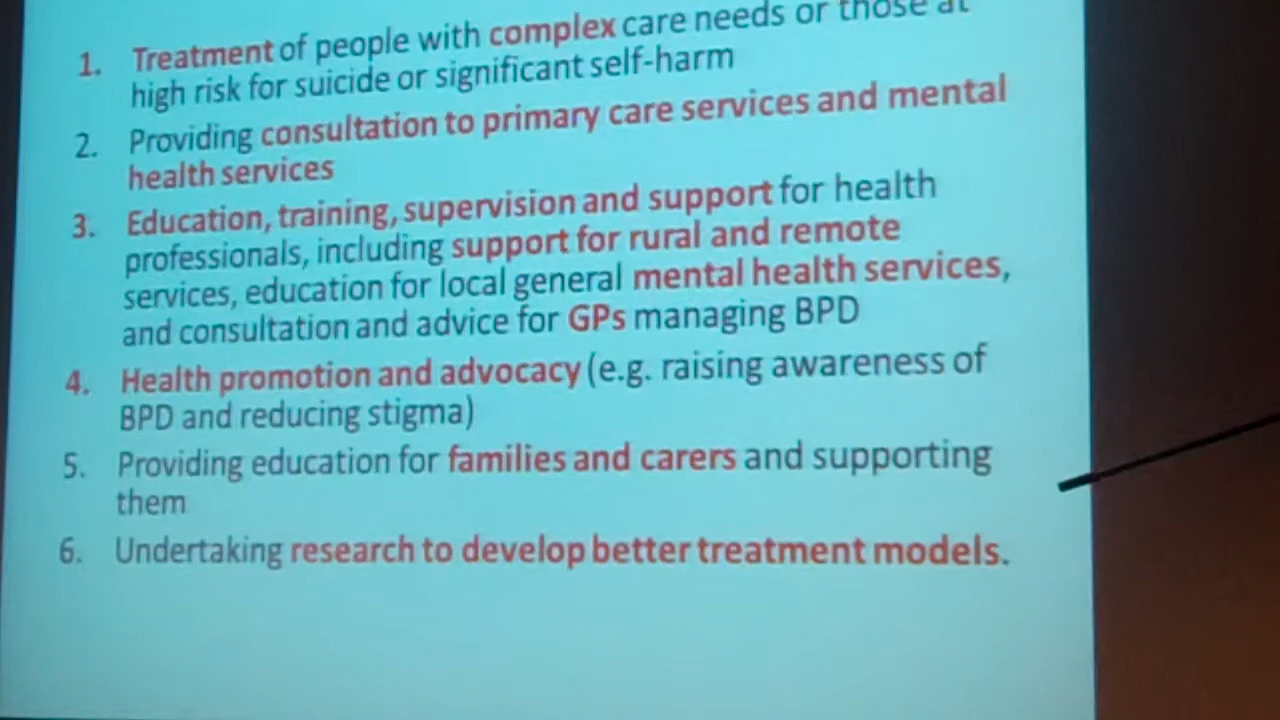 1. Treatment of people with complex care needs or those at
high risk for suicide or significant self-harm
2. Providing consultation to primary care services and mental
health services
3. Education, training, supervision and support for health
professionals, including support for rural and remote
services, education for local general mental health services,
and consultation and advice for GPs managing BPD
4. Health promotion and advocacy (e.g. raising awareness of
BPD and reducing stigma)
5. Providing education for families and carers and supporting
them
6. Undertaking research to develop better treatment models.